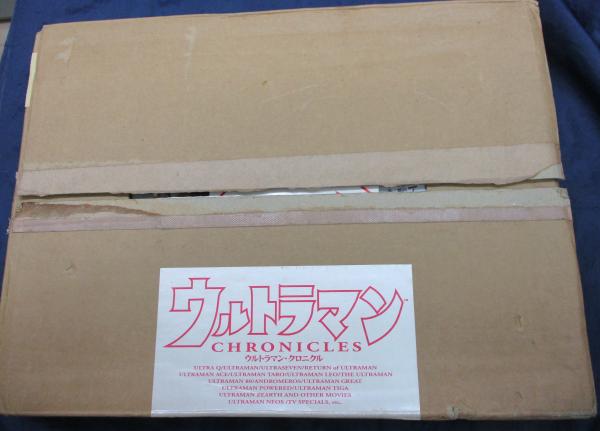 ウルトラマン
CHRONICLES
ウルトラマン・クロニクル
ULTRA Q/ULTRAMAN/ULTRASEVEN/RETURN of ULTRAMAN
ULTRAMAN ACE/ULTRAMAN TARO/ULTRAMAN LEO/THE ULTRAMAN
ULTRAMAN 80/ANDROMEROS/ULTRAMAN GREAT
ULTRAMAN POWERED/ULTRAMAN TIGA
ULTRAMAN ZEARTH AND OTHER MOVIES
ULTRAMAN NEOS /TV SPECIALS, etc..